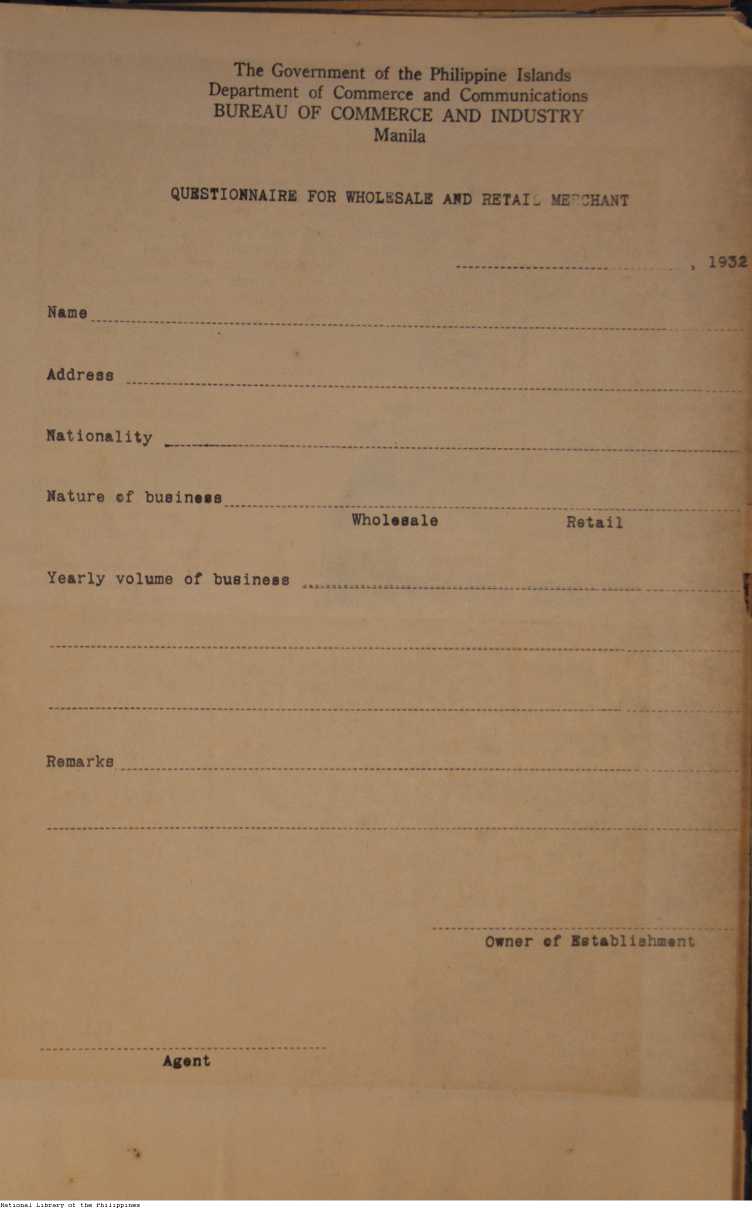 The Government of the Philippine Islands
Department of Commerce and Communications
BUREAU OF COMMERCE AND INDUSTRY
Manila
QUESTIONNAIRE FOR WHOLESALE AND RETAIL MERCHANT
, 1932
Name
Address
Nationality
Nature of business
Wholesale Retail
Yearly volume of business
Remarks
Owner of Establishment
Agent
National Library of the Philippines